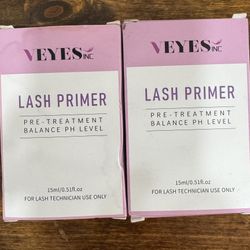 VEYES INC
LASH PRIMER
PRE-TREATMENT
BALANCE PH LEVEL
15ml/0.51fl.oz
FOR LASH TECHNICIAN USE ONLY
VEYES INC
LASH PRIMER
PRE-TREATMENT
BALANCE PH LEVEL
15ml/0.51fl.oz
FOR LASH TECHNICIAN USE ONLY